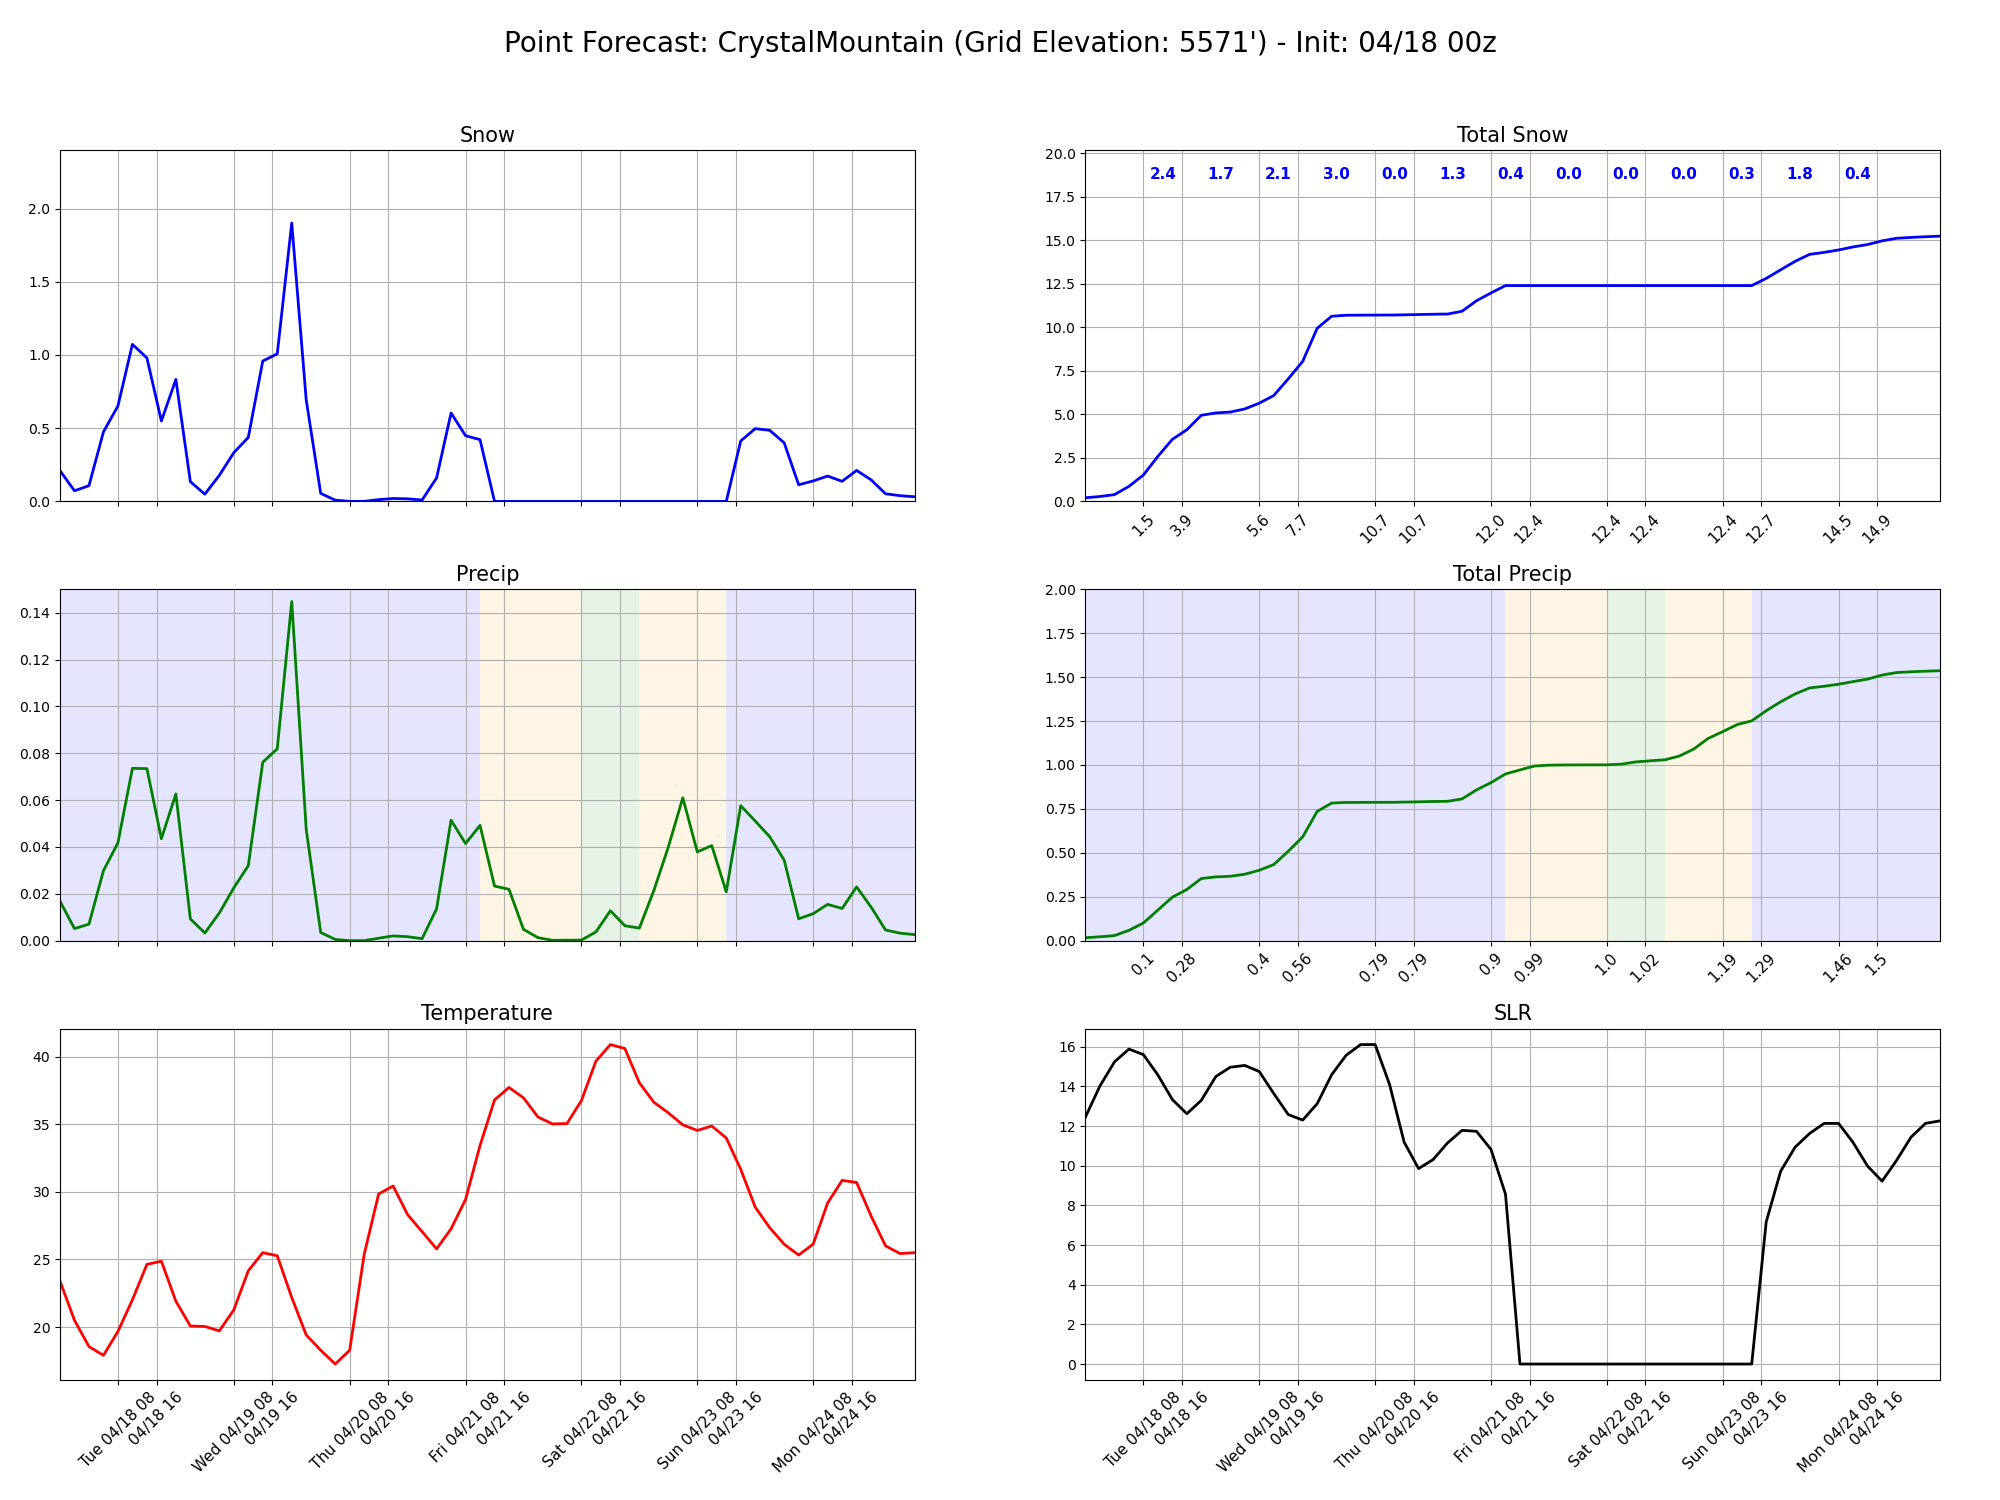 Point Forecast: CrystalMountain (Grid Elevation: 5571') - Init: 04/18 00z
Snow
2.0
1.5
1.0
0.5
0.0
Total Snow
20.0
17.5
15.0
12.5
10.0
7.5
5.0
2.5
0.0
2.4 1.7 2.1 3.0 0.0 1.3 0.4 0.0 0.0 0.0 0.3 1.8 0.4
1.5 3.9 5.6 7.7 10.7 10.7 12.0 12.4 12.4 12.4 12.4 12.7 14.5 14.9
Precip
0.14
0.12
0.10
0.08
0.06
0.04
0.02
0.00
Total Precip
2.00
1.75
1.50
1.25
1.00
0.75
0.50
0.25
0.00
0.1 0.28 0.4 0.56 0.79 0.79 0.9 0.99 1.0 1.02 1.19 1.29 1.46 1.5
Temperature
40
35
30
25
20
Tue 04/18 08
04/18 16
Wed 04/19 08
04/19 16
Thu 04/20 08
04/20 16
Fri 04/21 08
04/21 16
Sat 04/22 08
04/22 16
Sun 04/23 08
04/23 16
Mon 04/24 08
04/24 16
SLR
16
14
12
10
8
6
4
2
0
Tue 04/18 08
04/18 16
Wed 04/19 08
04/19 16
Thu 04/20 08
04/20 16
Fri 04/21 08
04/21 16
Sat 04/22 08
04/22 16
Sun 04/23 08
04/23 16
Mon 04/24 08
04/24 16